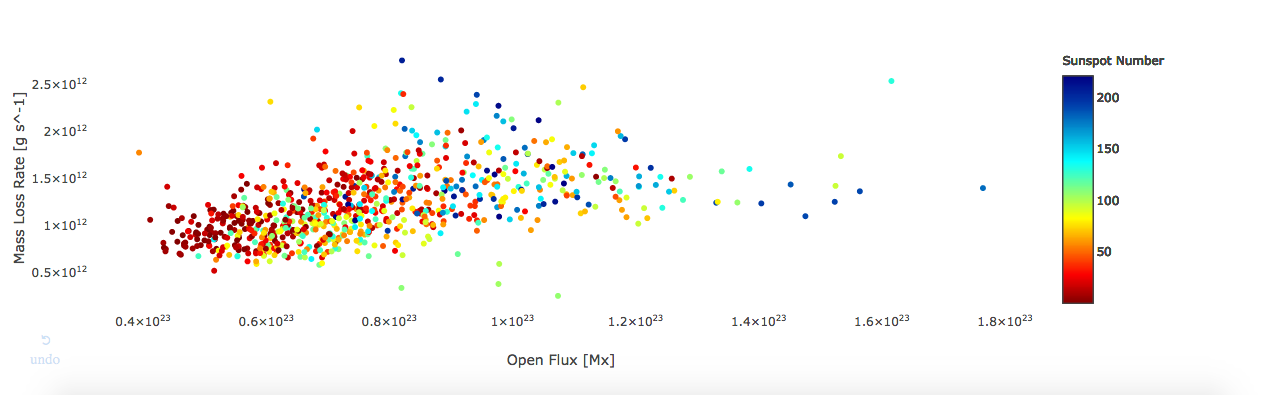 Sunspot Number
Mass Loss Rate [g s^-1]
2.5×10¹²
2×10¹²
1.5×10¹²
1×10¹²
0.5×10¹²
200
150
100
50
0.4×10²³ 0.6×10²³ 0.8×10²³ 1×10²³ 1.2×10²³ 1.4×10²³ 1.6×10²³ 1.8×10²³
Open Flux [Mx]
undo